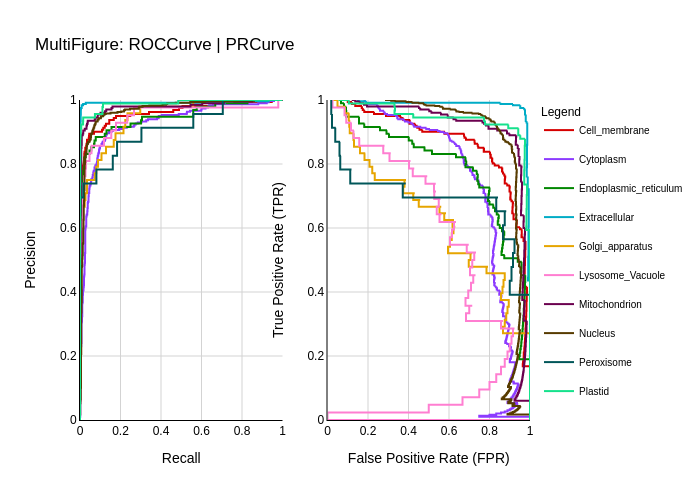 MultiFigure: ROCCurve | PRCurve
Precision
1
0.8
0.6
0.4
0.2
0
0
0.2
0.4
0.6
0.8
1
Recall
True Positive Rate (TPR)
1
0.8
0.6
0.4
0.2
0
0
0.2
0.4
0.6
0.8
1
False Positive Rate (FPR)
Legend
Cell_membrane
Cytoplasm
Endoplasmic_reticulum
Extracellular
Golgi_apparatus
Lysosome_Vacuole
Mitochondrion
Nucleus
Peroxisome
Plastid